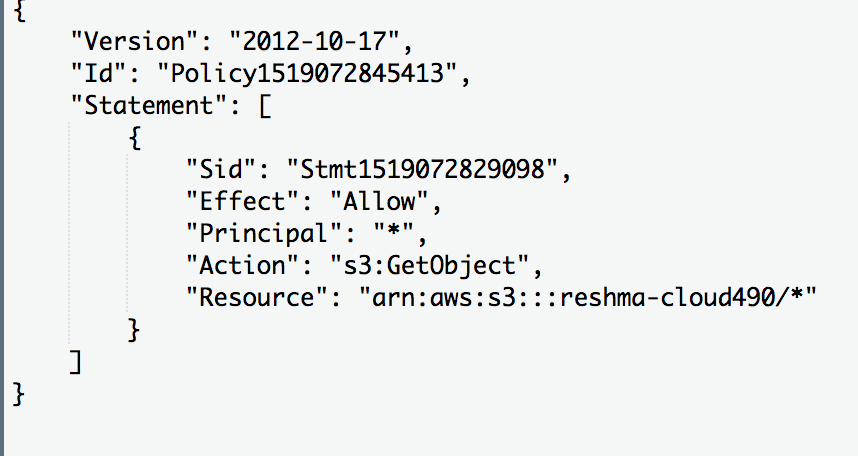 {
"Version": "2012-10-17",
"Id": "Policy1519072845413",
"Statement": [
{
"Sid": "Stmt1519072829098",
"Effect": "Allow",
"Principal": "*",
"Action": "s3:GetObject",
"Resource": "arn:aws:s3:::reshma-cloud490/*"
}
]
}